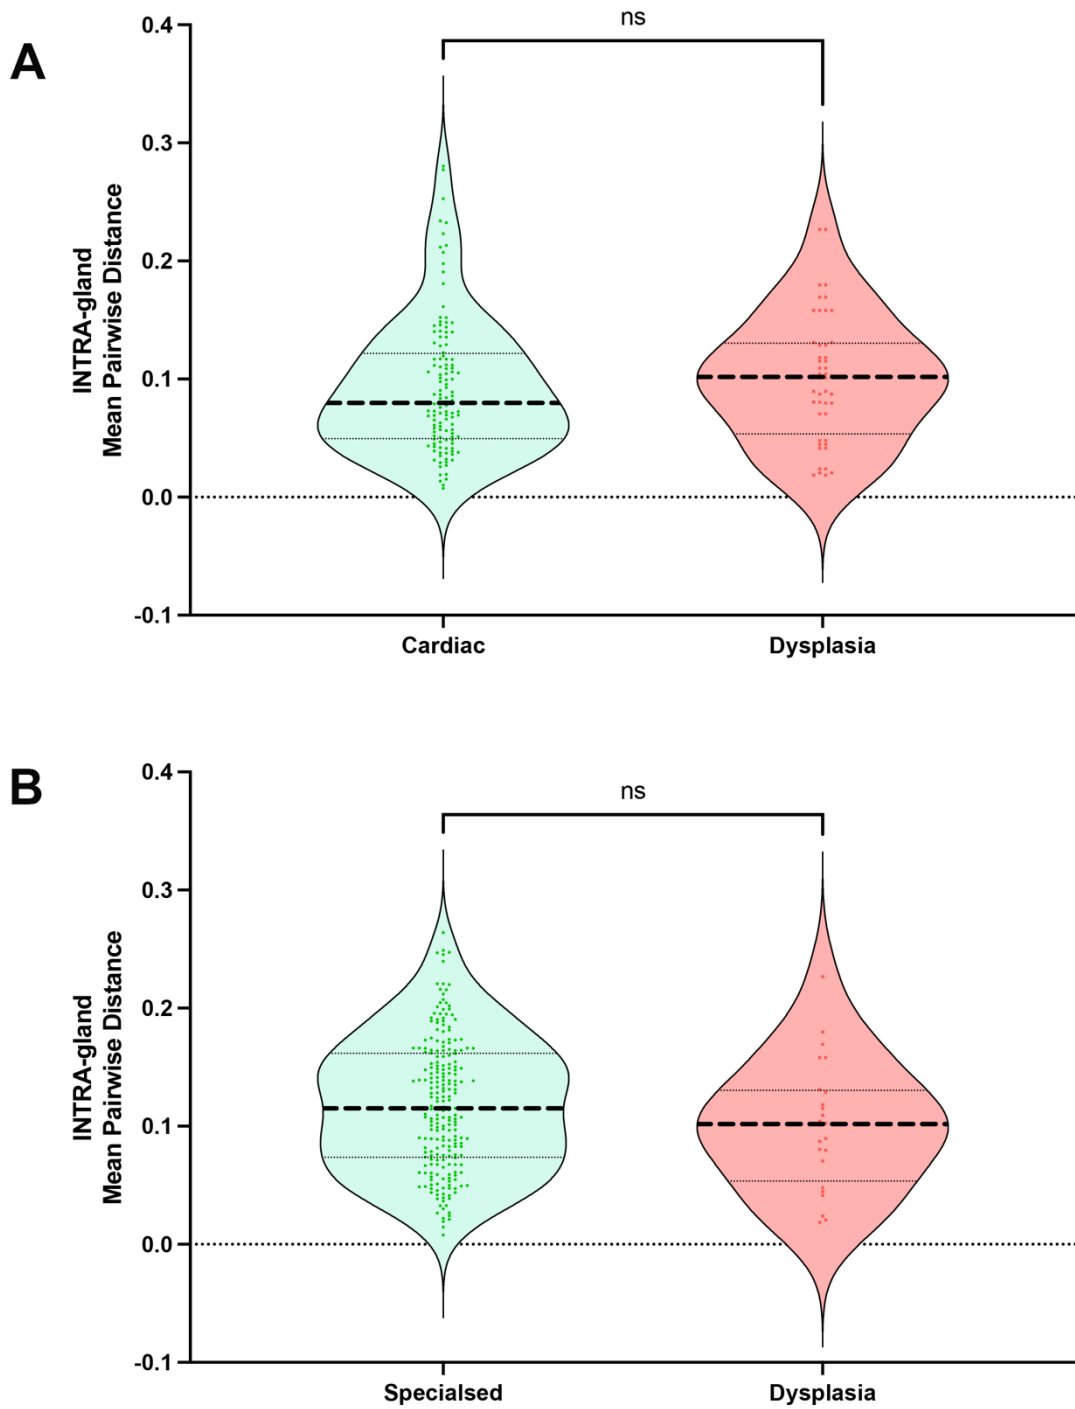 A
ns
0.4
0.3
0.2
0.1
0.0
-0.1
INTRA-gland
Mean Pairwise Distance
Cardiac
Dysplasia
B
ns
0.4
0.3
0.2
0.1
0.0
-0.1
INTRA-gland
Mean Pairwise Distance
Specialsed
Dysplasia